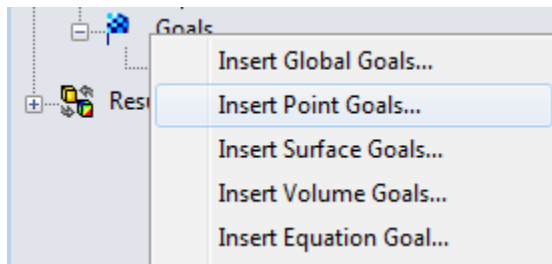 Goals
Insert Global Goals...
Insert Point Goals...
Res
Insert Surface Goals...
Insert Volume Goals...
Insert Equation Goal...